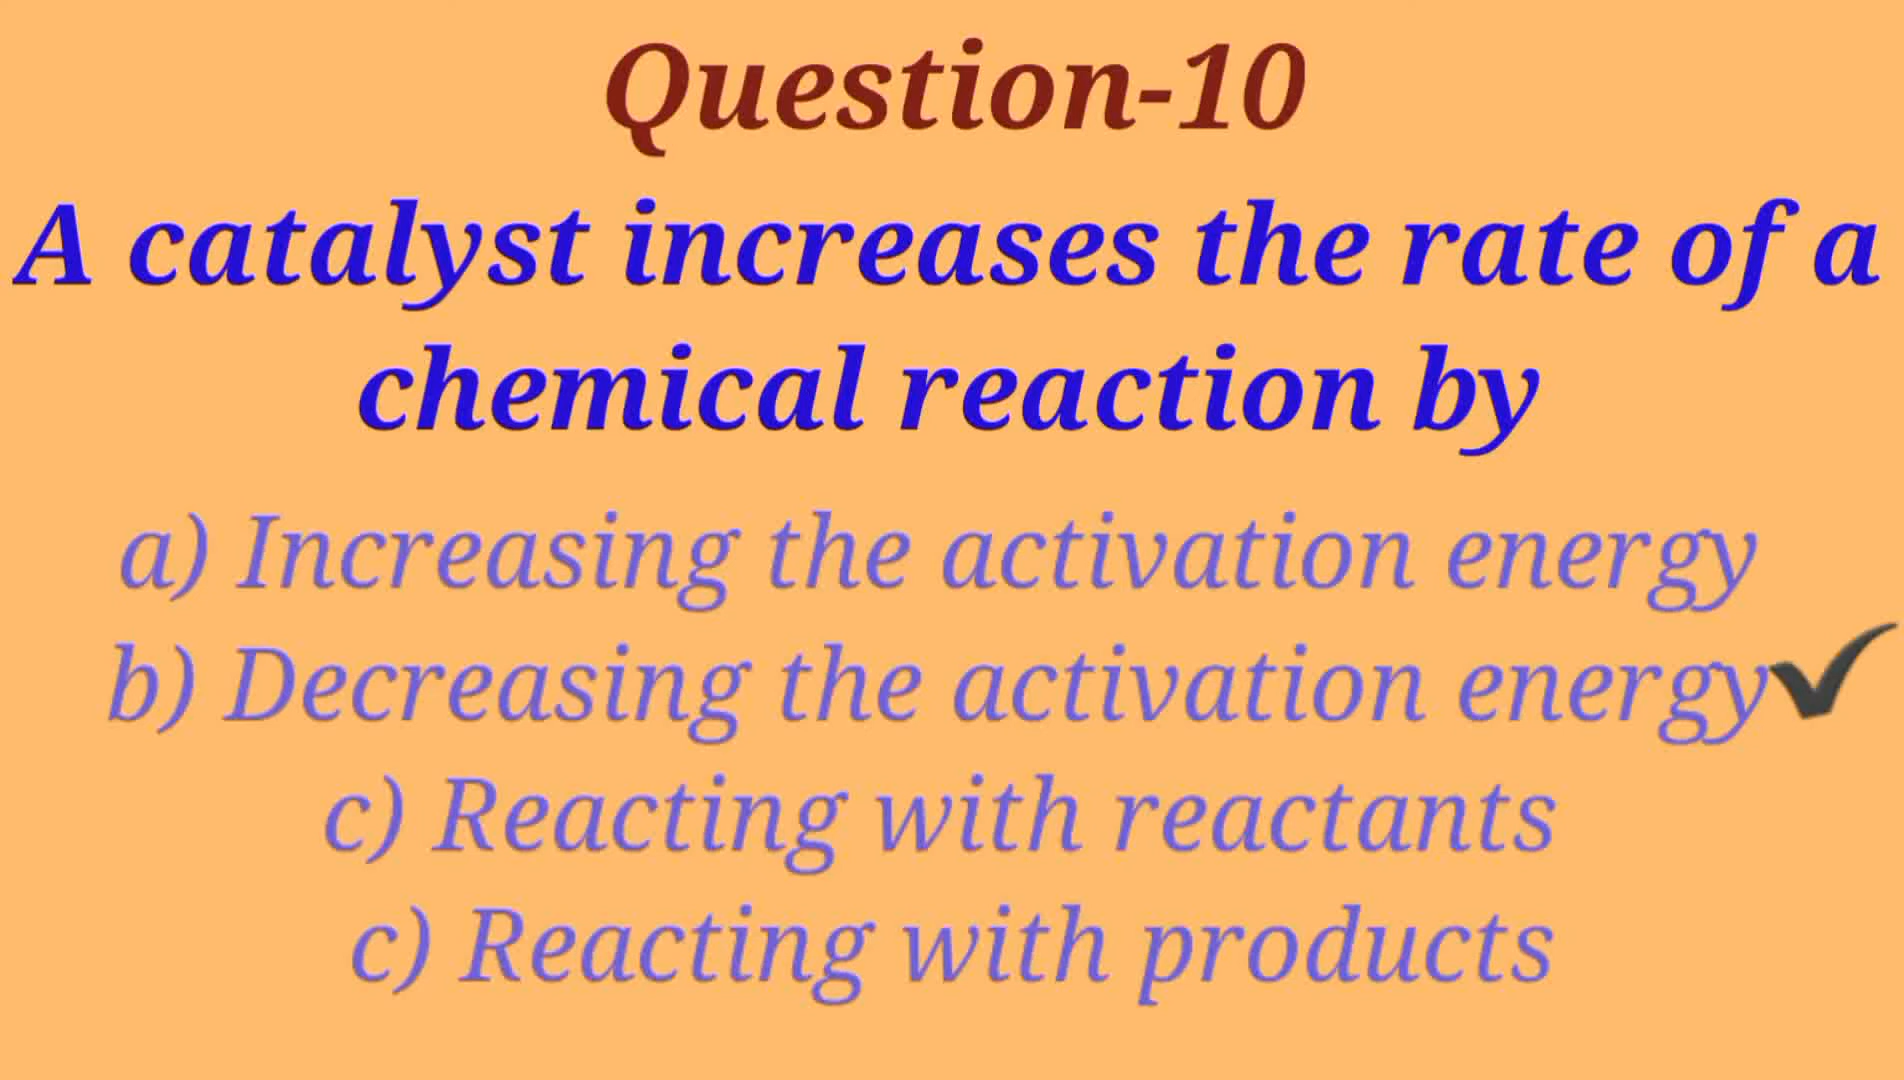 Question-10
A catalyst increases the rate of a
chemical reaction by
a) Increasing the activation energy
b) Decreasing the activation energy✔
c) Reacting with reactants
c) Reacting with products